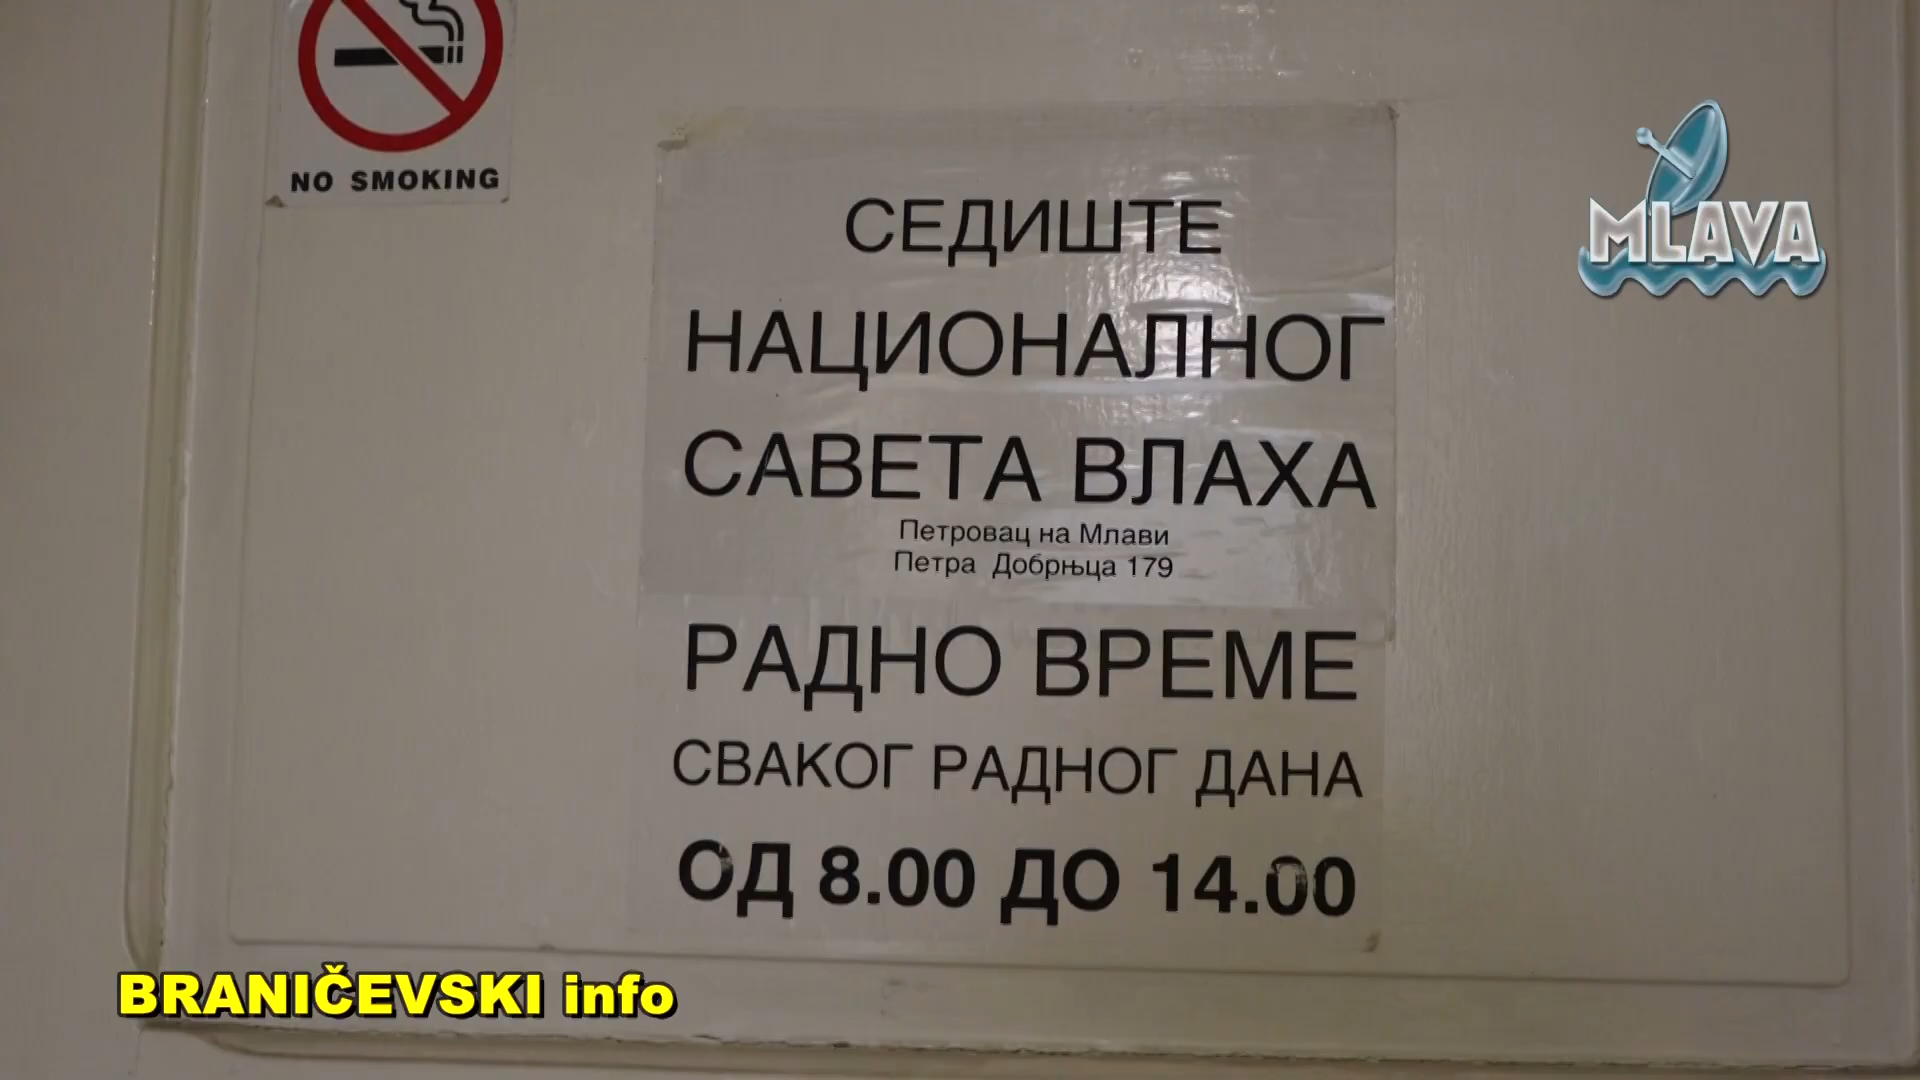 NO SMOKING
MLAVA
СЕДИШТЕ
НАЦИОНАЛНОГ
САВЕТА ВЛАХА
Петровац на Млави
Петра Добрњца 179
РАДНО ВРЕМЕ
СВАКОГ РАДНОГ ДАНА
ОД 8.00 ДО 14.00
BRANIČEVSKI info